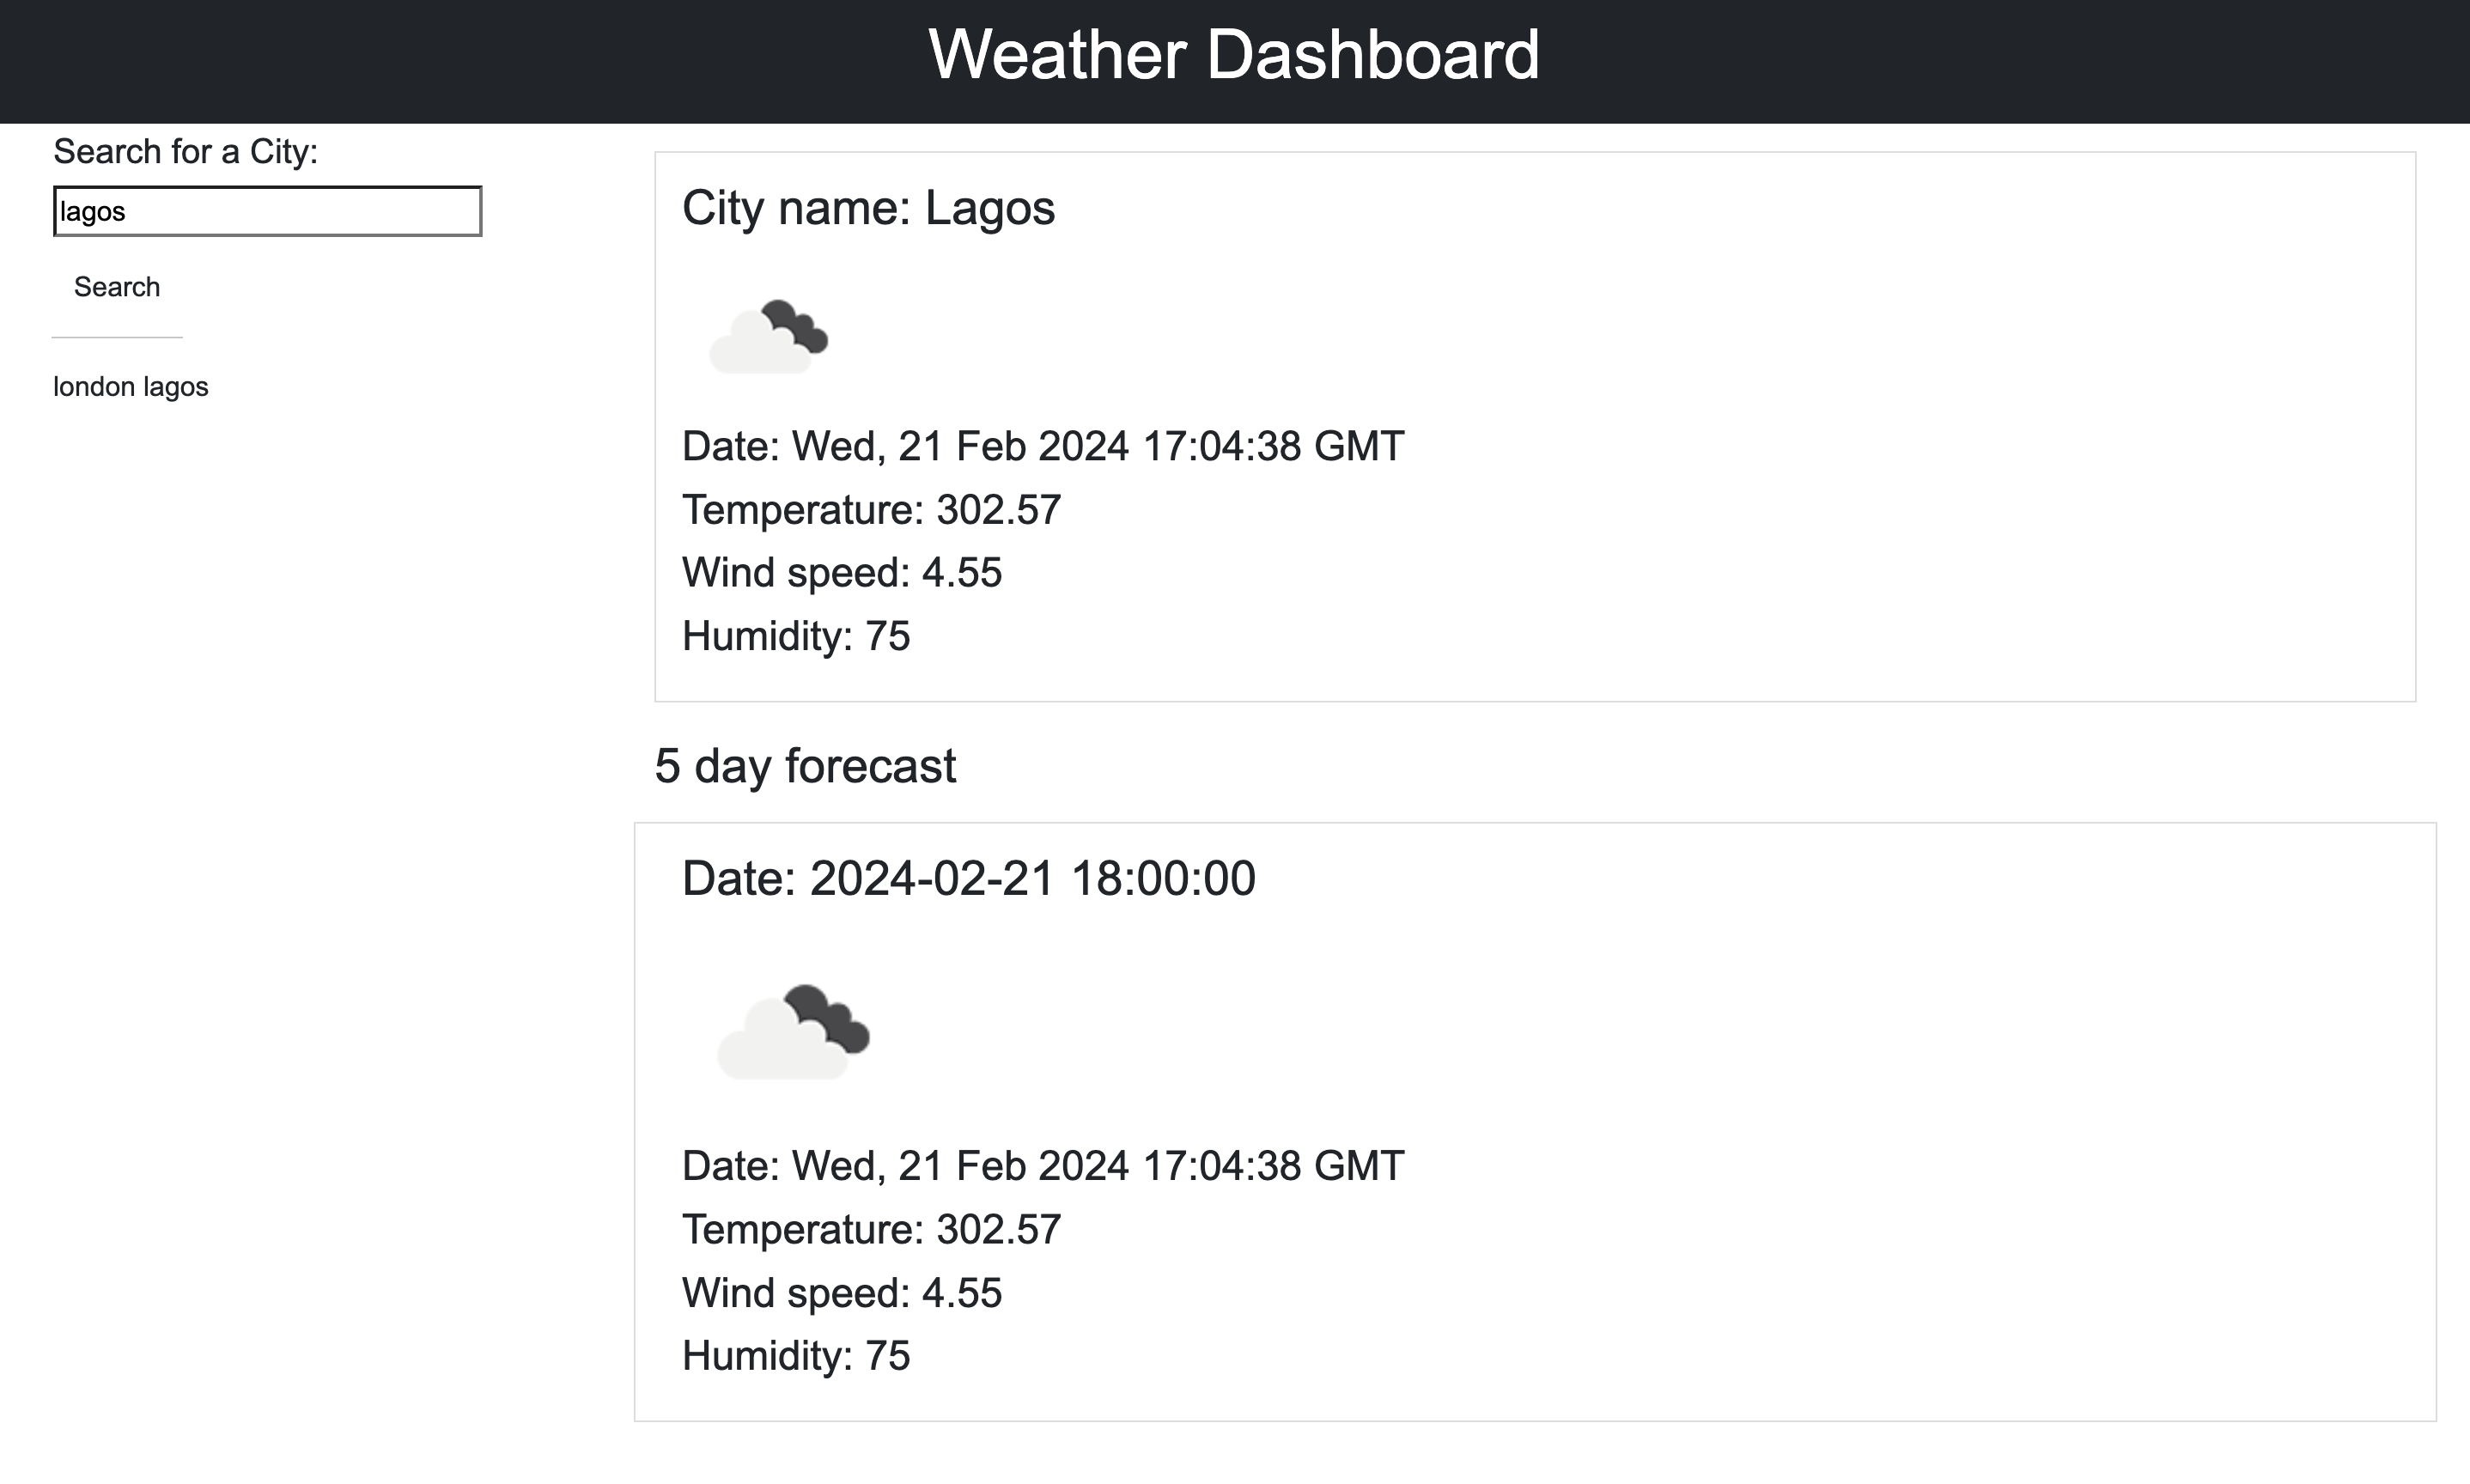 Weather Dashboard
Search for a City:
lagos
Search
london lagos
City name: Lagos
Date: Wed, 21 Feb 2024 17:04:38 GMT
Temperature: 302.57
Wind speed: 4.55
Humidity: 75
5 day forecast
Date: 2024-02-21 18:00:00
Date: Wed, 21 Feb 2024 17:04:38 GMT
Temperature: 302.57
Wind speed: 4.55
Humidity: 75